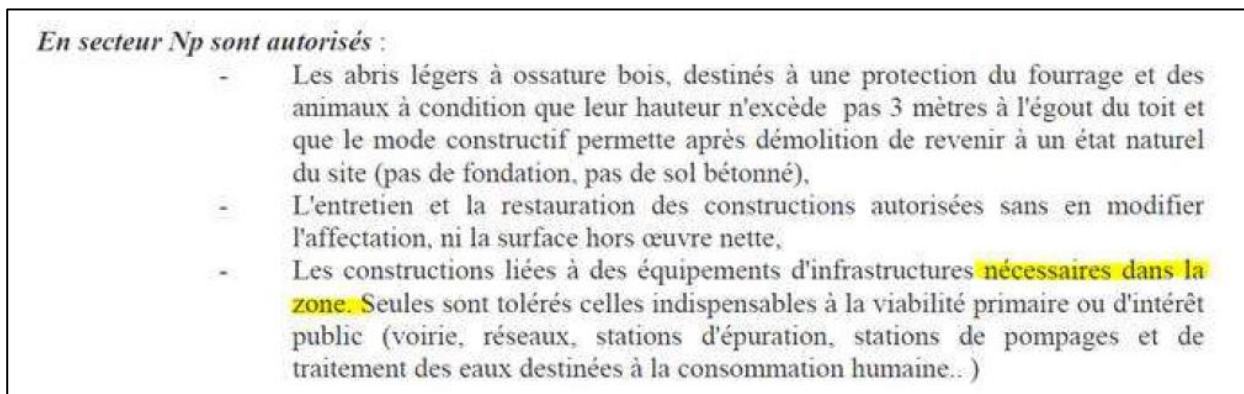 En secteur Np sont autorisés :
- Les abris légers à ossature bois, destinés à une protection du fourrage et des
animaux à condition que leur hauteur n'excède pas 3 mètres à l'égout du toit et
que le mode constructif permette après démolition de revenir à un état naturel
du site (pas de fondation, pas de sol bétonné),
- L'entretien et la restauration des constructions autorisées sans en modifier
l'affectation, ni la surface hors œuvre nette,
- Les constructions liées à des équipements d'infrastructures nécessaires dans la
zone. Seules sont tolérés celles indispensables à la viabilité primaire ou d'intérêt
public (voirie, réseaux, stations d'épuration, stations de pompages et de
traitement des eaux destinées à la consommation humaine.. )